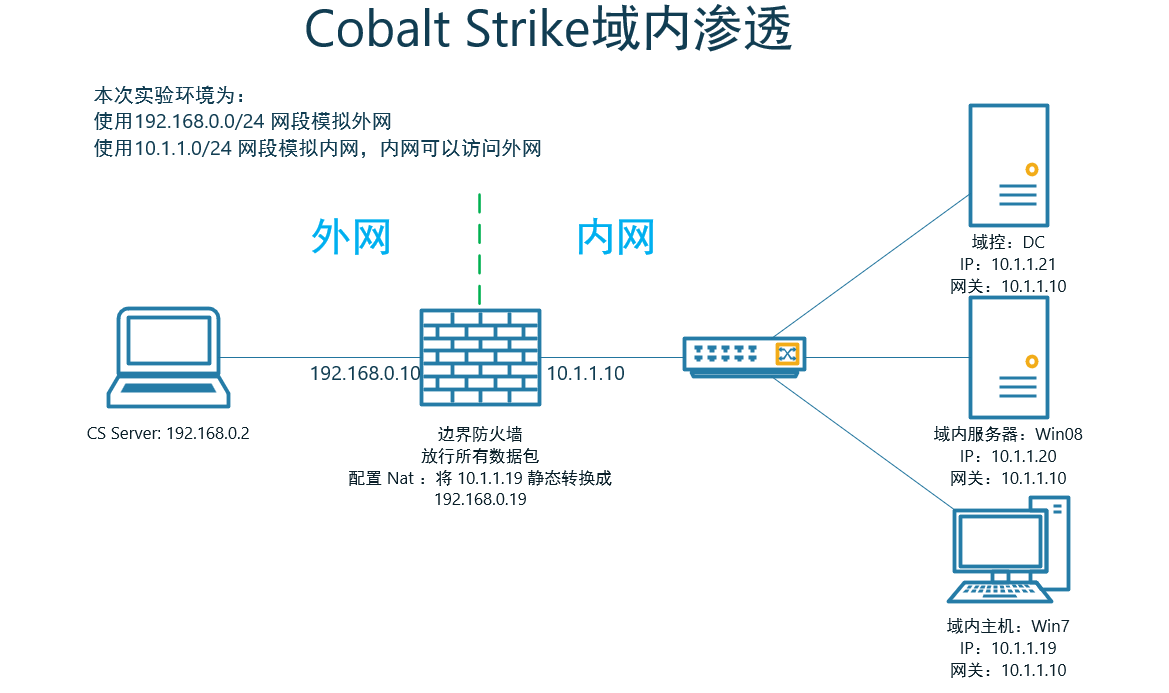 Cobalt Strike域内渗透
本次实验环境为：
使用192.168.0.0/24 网段模拟外网
使用10.1.1.0/24 网段模拟内网，内网可以访问外网
外网
内网
域控：DC
IP：10.1.1.21
网关：10.1.1.10
192.168.0.10
10.1.1.10
CS Server: 192.168.0.2
边界防火墙
放行所有数据包
配置 Nat ：将 10.1.1.19 静态转换成
192.168.0.19
域内服务器：Win08
IP：10.1.1.20
网关：10.1.1.10
域内主机：Win7
IP：10.1.1.19
网关：10.1.1.10